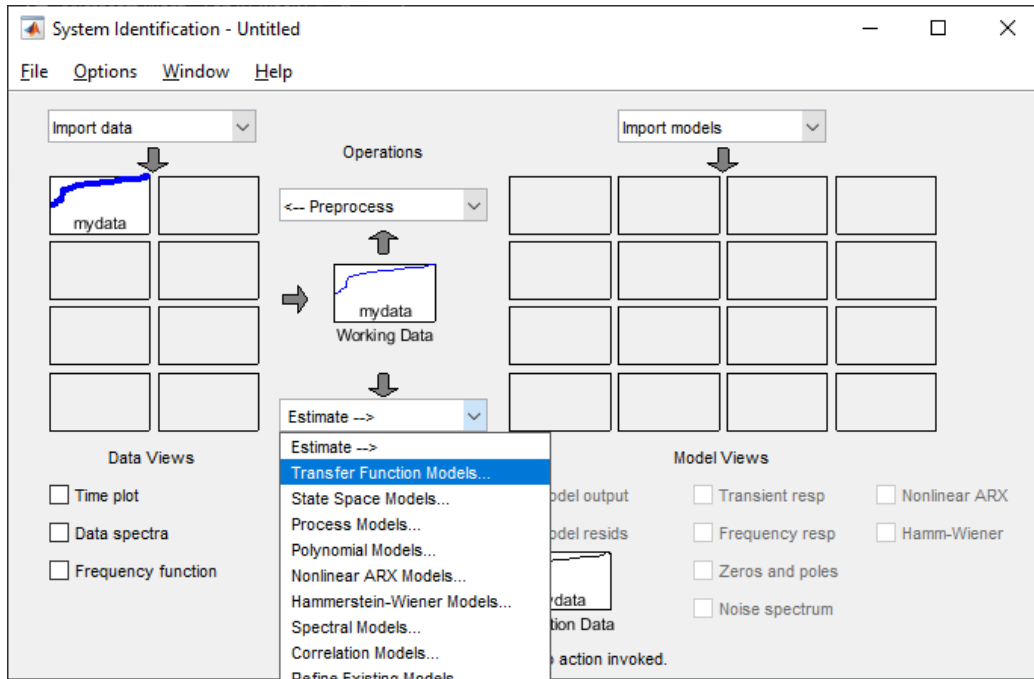 System Identification - Untitled
File Options Window Help
Import data
Import models
Operations
mydata
<-- Preprocess
mydata
Working Data
Estimate -->
Estimate -->
Transfer Function Models...
State Space Models...
Process Models...
Polynomial Models...
Nonlinear ARX Models...
Hammerstein-Wiener Models...
Spectral Models...
Correlation Models...
Data Views
Time plot
Data spectra
Frequency function
Model Views
output
resids
Transient resp
Frequency resp
Zeros and poles
Noise spectrum
Nonlinear ARX
Hamm-Wiener
Data
action invoked.